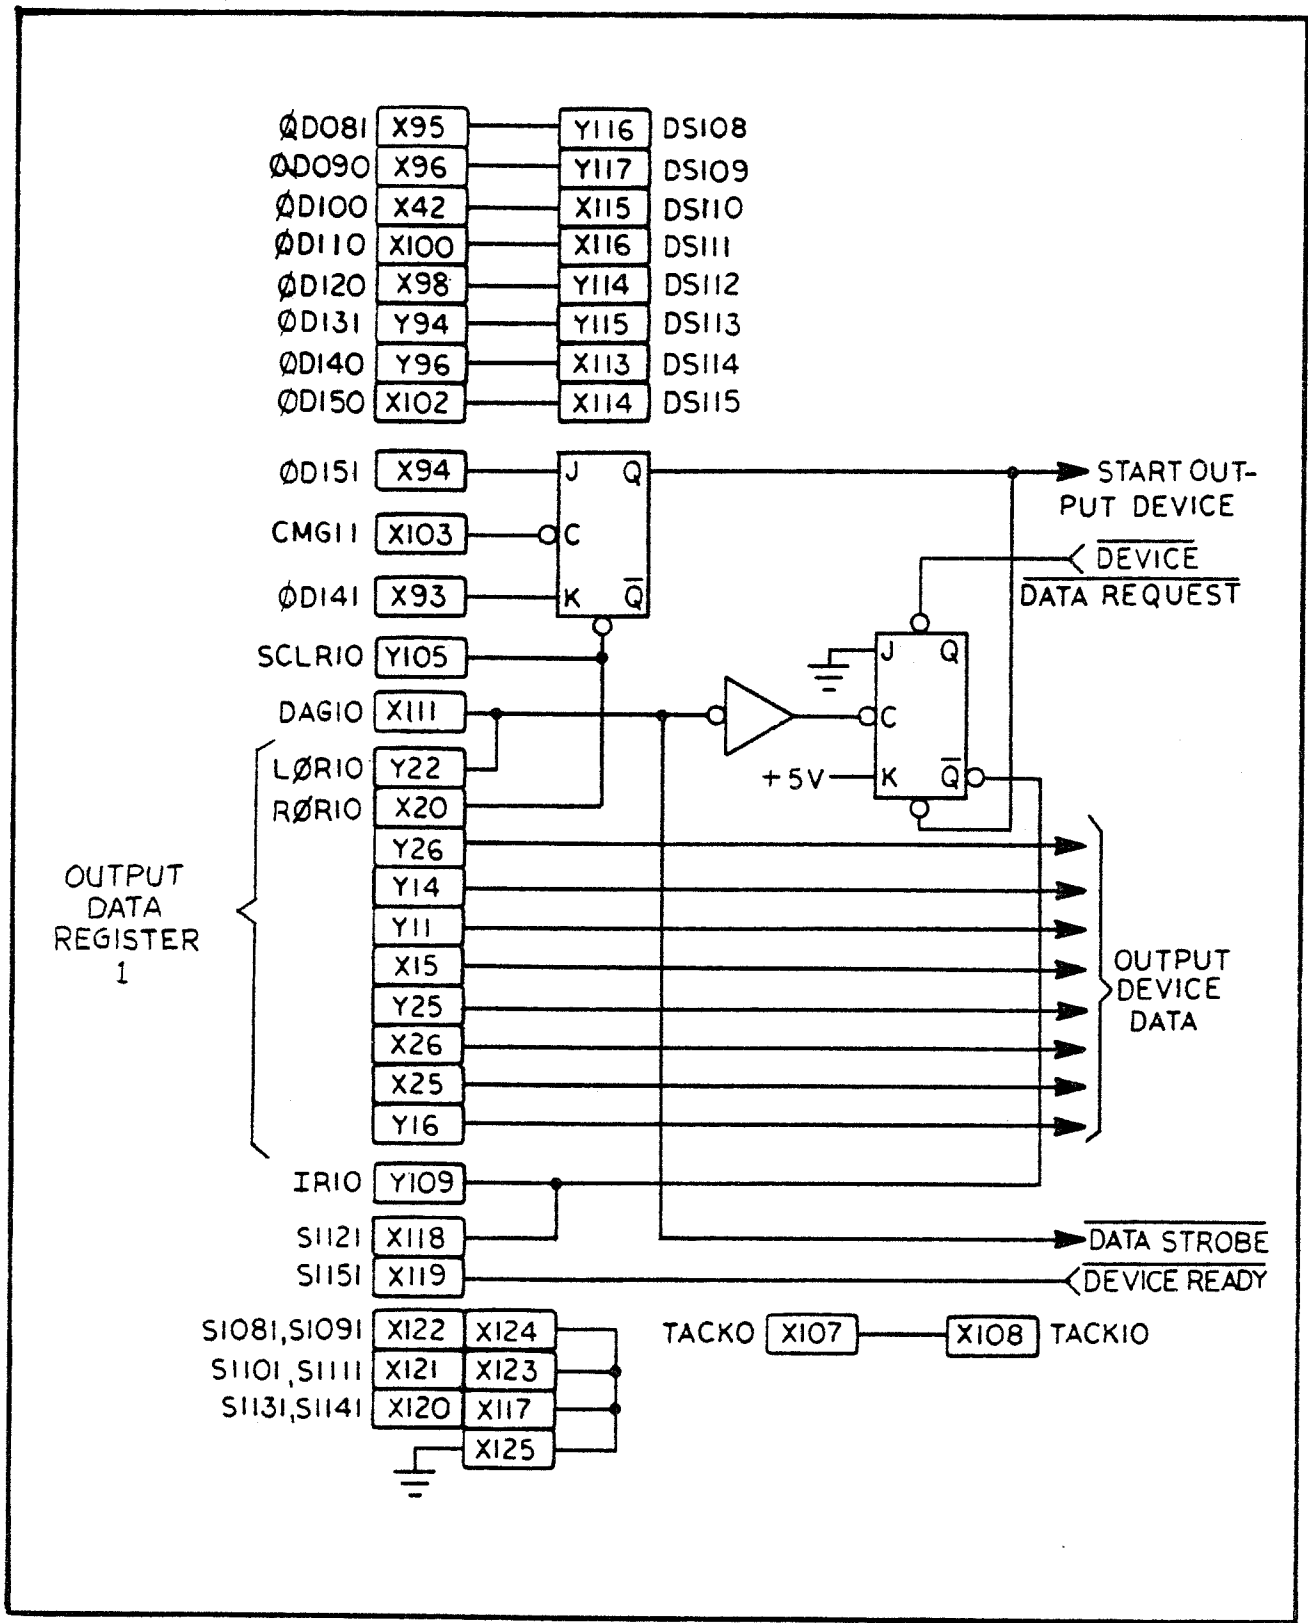 ØD081 X95 Y116 DS108
ØD090 X96 Y117 DS109
ØD100 X42 X115 DS110
ØD110 X100 X116 DS111
ØD120 X98 Y114 DS112
ØD131 Y94 Y115 DS113
ØD140 Y96 X113 DS114
ØD150 X102 X114 DS115
ØD151 X94 J Q START OUT-
PUT DEVICE
CMG11 X103 C
DEVICE
DATA REQUEST
ØD141 X93 K Q
SCLR10 Y105 J Q
DAG10 X111 C
LØR10 Y22 +5V K Q
RØR10 X20
Y26
Y14
Y11
X15
Y25
X26
X25
Y16
OUTPUT
DATA
REGISTER
1
OUTPUT
DEVICE
DATA
IR10 Y109
S1121 X118 DATA STROBE
S1151 X119 DEVICE READY
S1081,S1091 X122 X124 TACK0 X107 X108 TACK10
S1101,S1111 X121 X123
S1131,S1141 X120 X117
X125